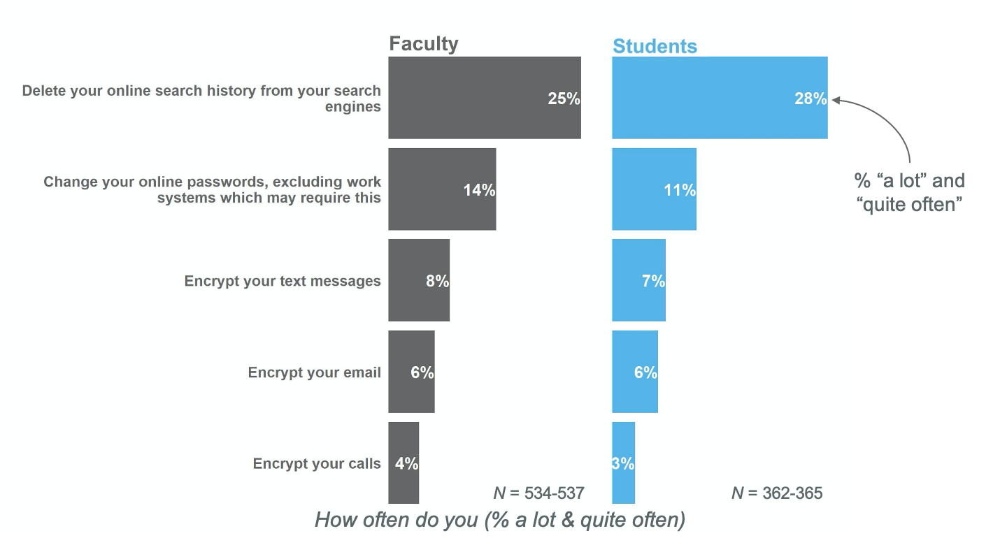 Faculty
Students
Delete your online search history from your search
engines
25%
28%
Change your online passwords, excluding work
systems which may require this
14%
11%
% “a lot” and
“quite often”
Encrypt your text messages
8%
7%
Encrypt your email
6%
6%
Encrypt your calls
4%
3%
N = 534-537
N = 362-365
How often do you (% a lot & quite often)